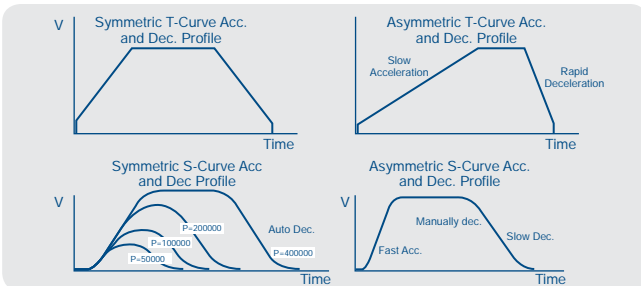 Symmetric T-Curve Acc.
and Dec. Profile
V
Time
Asymmetric T-Curve Acc.
and Dec. Profile
Slow
Acceleration
Rapid
Deceleration
Time
Symmetric S-Curve Acc
and Dec Profile
V
P=200000
Auto Dec.
P=100000
P=50000
P=400000
Time
Asymmetric S-Curve Acc.
and Dec. Profile
V
Manually dec.
Slow Dec.
Fast Acc.
Time